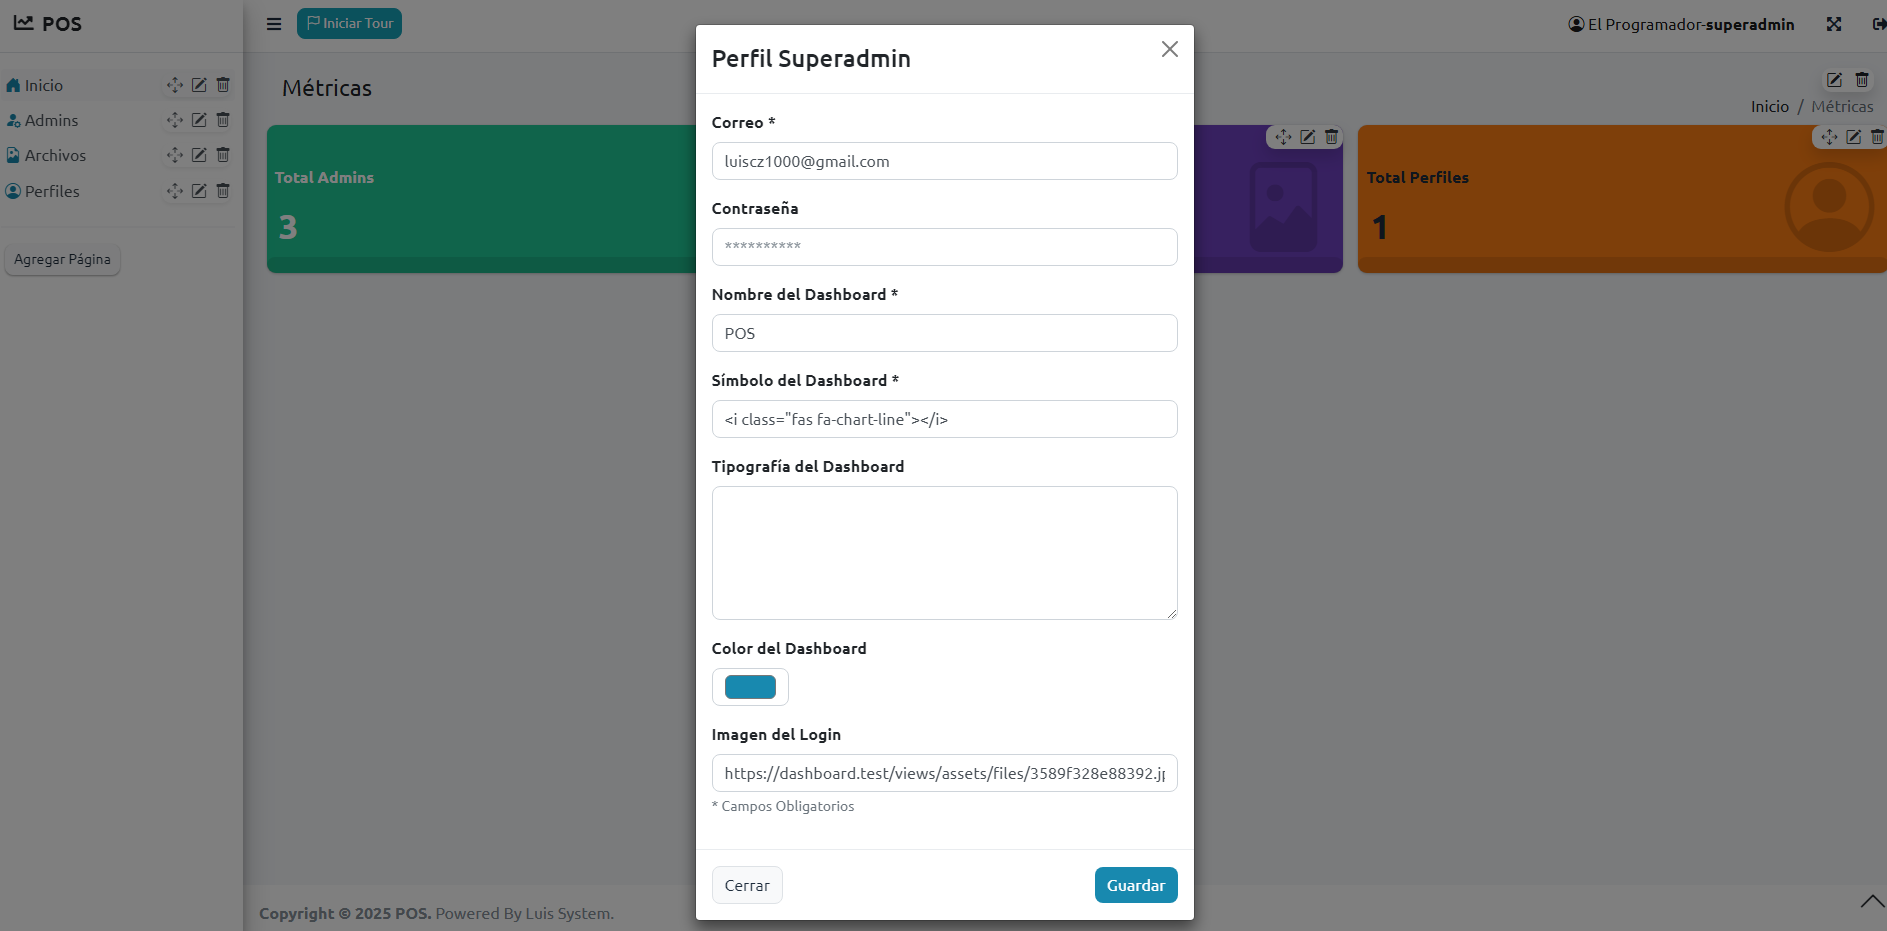 POS
Iniciar Tour
El Programador-superadmin
Inicio
Admins
Archivos
Perfiles
Agregar Página
Métricas
Inicio / Métricas
Total Admins
3
Total Perfiles
1
Perfil Superadmin
Correo *
luiscz1000@gmail.com
Contraseña
**********
Nombre del Dashboard *
POS
Símbolo del Dashboard *
<i class="fas fa-chart-line"></i>
Tipografía del Dashboard
Color del Dashboard
Imagen del Login
https://dashboard.test/views/assets/files/3589f328e88392.jp
* Campos Obligatorios
Cerrar
Guardar
Copyright © 2025 POS. Powered By Luis System.